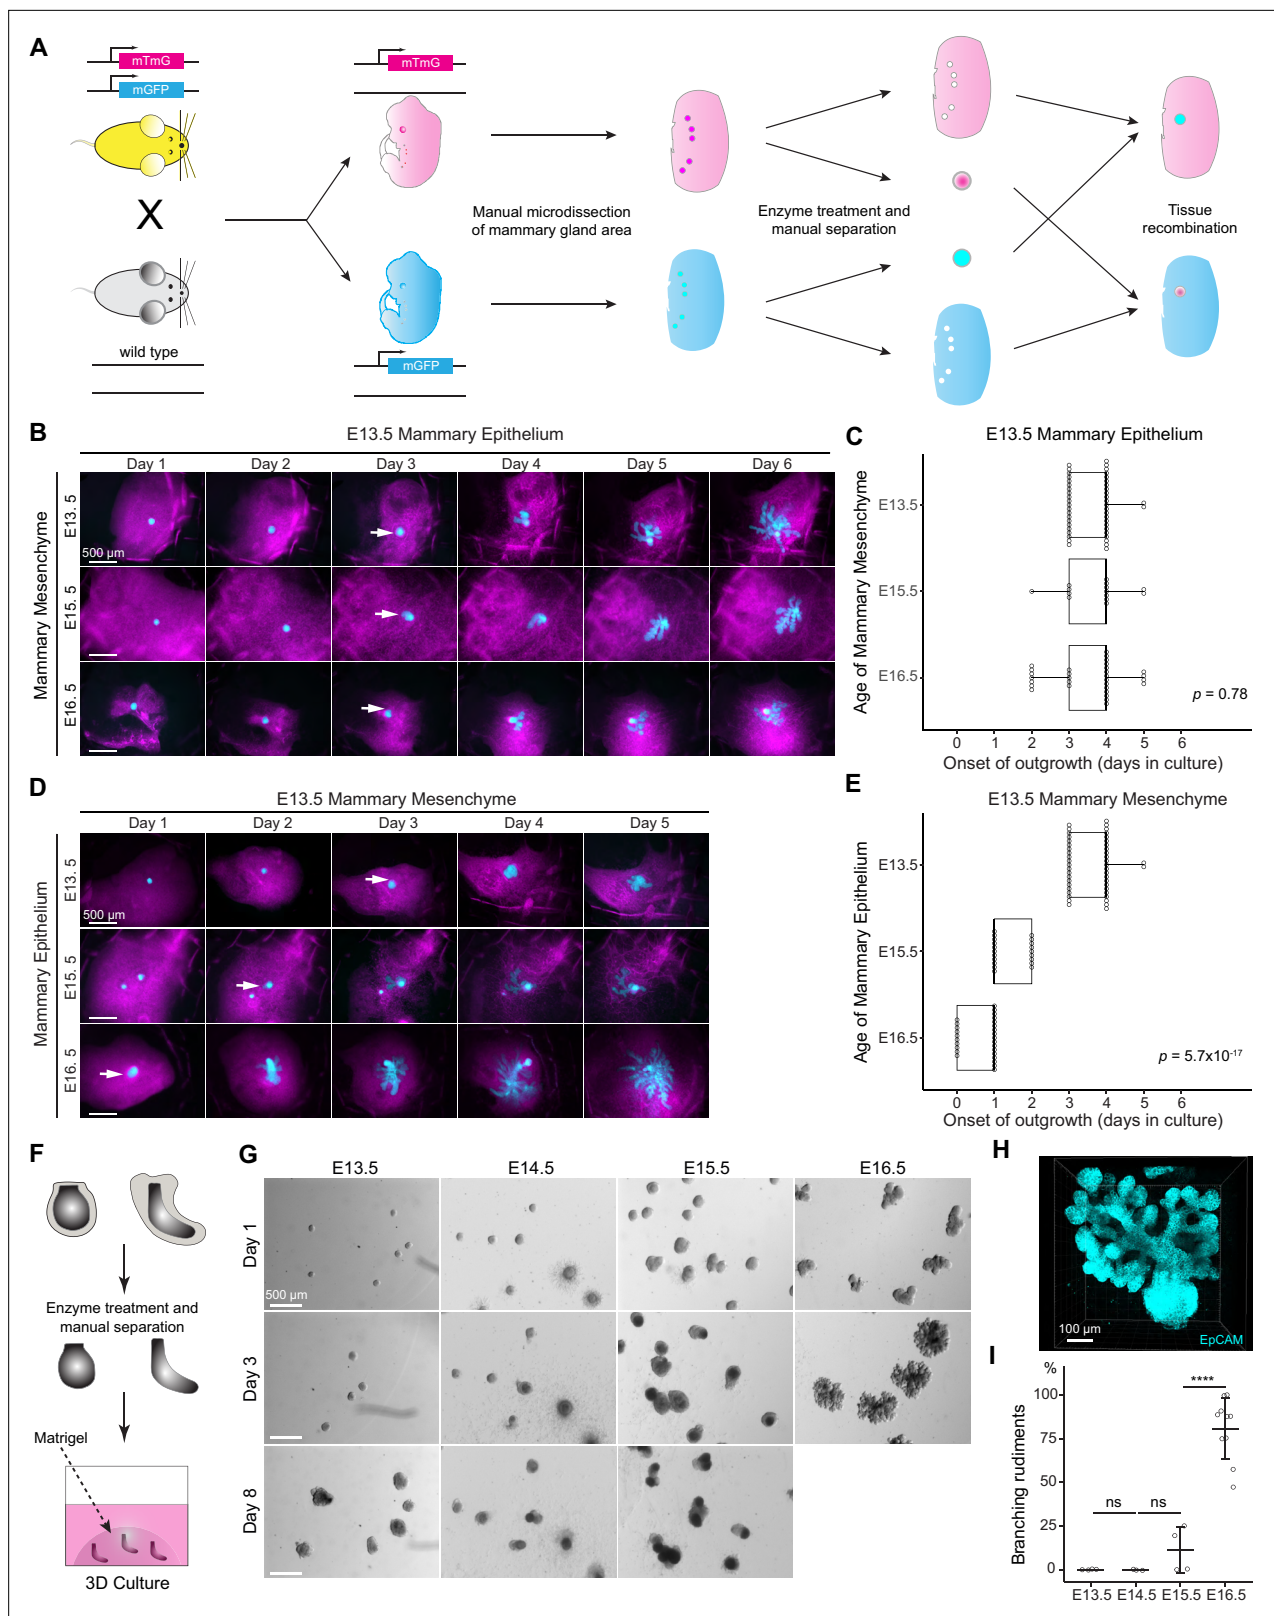 A
mTmG
mGFP
X
wild type
mTmG
mGFP
Manual microdissection
of mammary gland area
Enzyme treatment and
manual separation
Tissue
recombination
B
E13.5 Mammary Epithelium
Day 1 Day 2 Day 3 Day 4 Day 5 Day 6
Mammary Mesenchyme
E13. 5
500 µm
E15. 5
E16. 5
C
E13.5 Mammary Epithelium
Age of Mammary Mesenchyme
E13.5
E15.5
E16.5
p = 0.78
0 1 2 3 4 5 6
Onset of outgrowth (days in culture)
D
E13.5 Mammary Mesenchyme
Day 1 Day 2 Day 3 Day 4 Day 5
Mammary Epithelium
E13. 5
500 µm
E15. 5
E16. 5
E
E13.5 Mammary Mesenchyme
Age of Mammary Epithelium
E13.5
E15.5
E16.5
p = 5.7x10⁻¹⁷
0 1 2 3 4 5 6
Onset of outgrowth (days in culture)
F
Enzyme treatment and
manual separation
Matrigel
3D Culture
G
E13.5 E14.5 E15.5 E16.5
Day 1
500 µm
Day 3
Day 8
H
100 µm
EpCAM
I
%
Branching rudiments
100
75
50
25
0
ns ns ****
E13.5 E14.5 E15.5 E16.5